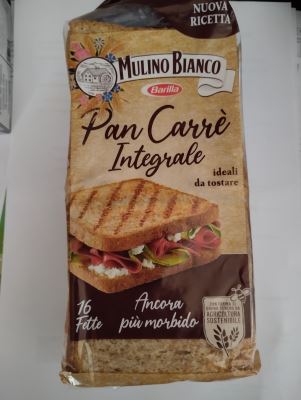 NUOVA
RICETTA
MULINO BIANCO
Barilla
Pan Carrè
Integrale
ideali
da tostare
16
Fette
Ancora
più morbido
AGRICOLTURA
SOSTENIBILE